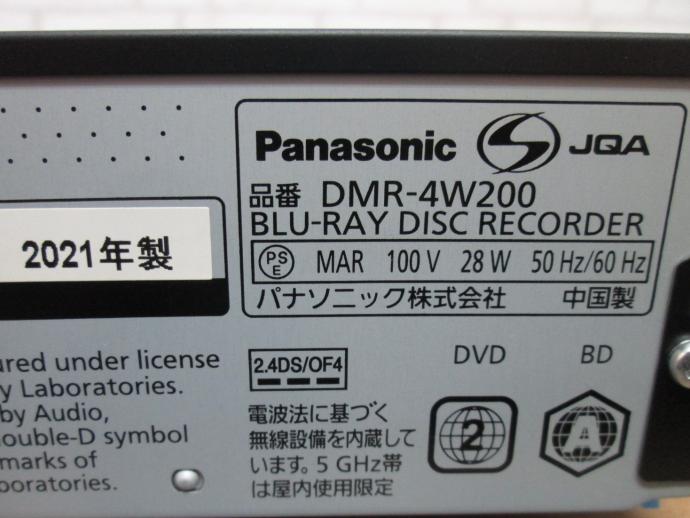 Panasonic JQA
品番 DMR-4W200
BLU-RAY DISC RECORDER
PS E MAR 100 V 28 W 50 Hz/60 Hz
パナソニック株式会社 中国製
2021年製
ured under license
y Laboratories.
by Audio,
ouble-D symbol
marks of
boratories.
2.4DS/OF4
電波法に基づく
無線設備を内蔵して
います。5 GHz帯
は屋内使用限定
DVD BD
2 A